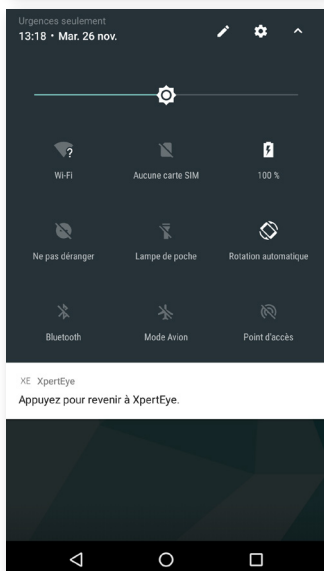 Urgences seulement
13:18 • Mar. 26 nov.
?
Wi-Fi
Aucune carte SIM
100 %
Ne pas déranger
Lampe de poche
Rotation automatique
Bluetooth
Mode Avion
Point d'accès
XE XpertEye
Appuyez pour revenir à XpertEye.